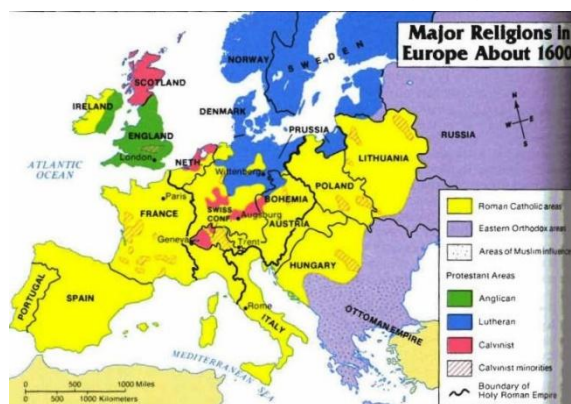 Major Religions in
Europe About 1600
NORWAY
SWEDEN
SCOTLAND
IRELAND
DENMARK
ENGLAND
London
PRUSSIA
RUSSIA
LITHUANIA
N
W
E
S
ATLANTIC
OCEAN
NETH
Wittenberg
Paris
POLAND
BOHEMIA
FRANCE
SWISS
CONF.
Augsburg
AUSTRIA
Geneva
Trent
HUNGARY
PORTUGAL
SPAIN
Rome
ITALY
OTTOMAN EMPIRE
MEDITERRANEAN SEA
0 500 1000 Miles
0 500 1000 Kilometers
Roman Catholic areas
Eastern Orthodox areas
Areas of Muslim influence
Protestant Areas
Anglican
Lutheran
Calvinist
Calvinist minorities
Boundary of
Holy Roman Empire